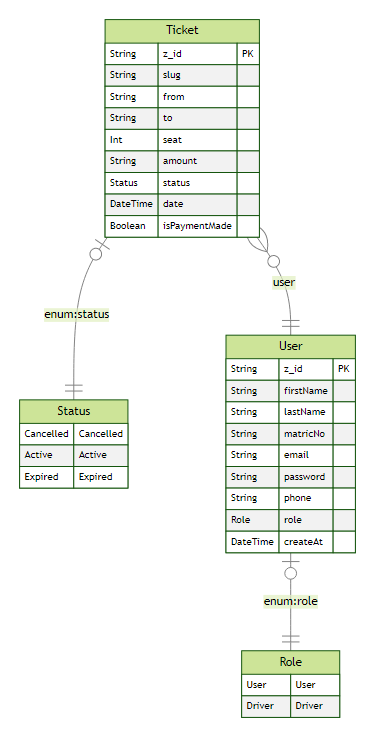 Ticket
String z_id PK
String slug
String from
String to
Int seat
String amount
Status status
DateTime date
Boolean isPaymentMade
user
enum:status
User
String z_id PK
String firstName
String lastName
String matricNo
String email
String password
String phone
Role role
DateTime createAt
Status
Cancelled Cancelled
Active Active
Expired Expired
enum:role
Role
User User
Driver Driver